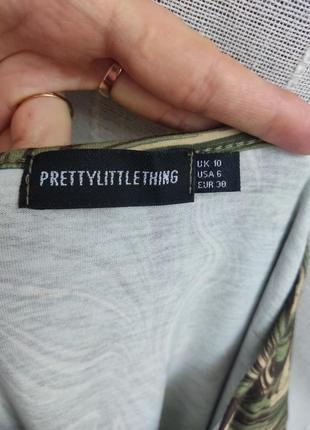 PRETTYLITTLETHING
UK 10
USA 6
EUR 38